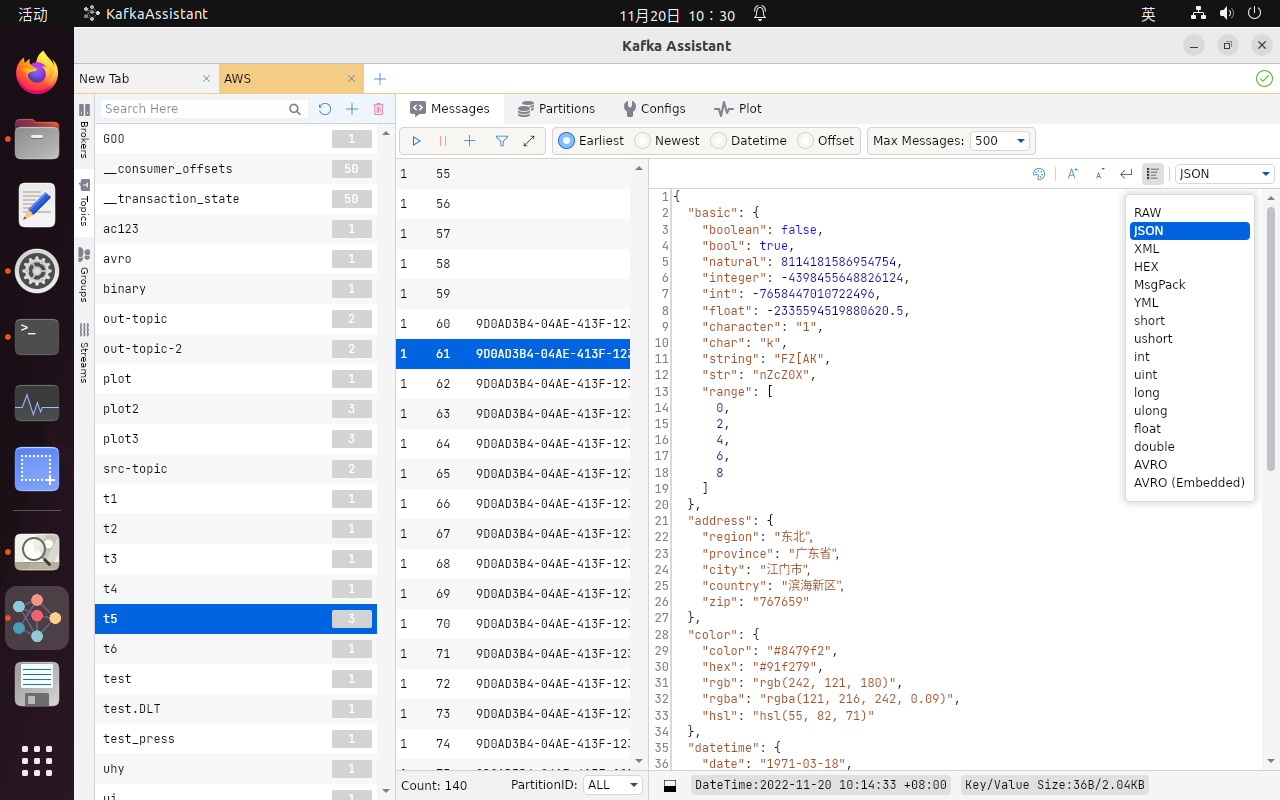 活动
KafkaAssistant
11月20日 10：30
英
Kafka Assistant
New Tab
AWS
Search Here
Messages
Partitions
Configs
Plot
Earliest
Newest
Datetime
Offset
Max Messages:
500
Brokers
Topics
Groups
Streams
GOO 1
__consumer_offsets 50
__transaction_state 50
ac123 1
avro 1
binary 1
out-topic 2
out-topic-2 2
plot 1
plot2 3
plot3 3
src-topic 2
t1 1
t2 1
t3 1
t4 1
t5 3
t6 1
test 1
test.DLT 1
test_press 1
uhy 1
1 55
1 56
1 57
1 58
1 59
1 60 9D0AD3B4-04AE-413F-123
1 61 9D0AD3B4-04AE-413F-123
1 62 9D0AD3B4-04AE-413F-123
1 63 9D0AD3B4-04AE-413F-123
1 64 9D0AD3B4-04AE-413F-123
1 65 9D0AD3B4-04AE-413F-123
1 66 9D0AD3B4-04AE-413F-123
1 67 9D0AD3B4-04AE-413F-123
1 68 9D0AD3B4-04AE-413F-123
1 69 9D0AD3B4-04AE-413F-123
1 70 9D0AD3B4-04AE-413F-123
1 71 9D0AD3B4-04AE-413F-123
1 72 9D0AD3B4-04AE-413F-123
1 73 9D0AD3B4-04AE-413F-123
1 74 9D0AD3B4-04AE-413F-123
Count: 140
PartitionID:
ALL
JSON
1 {
2 "basic": {
3 "boolean": false,
4 "bool": true,
5 "natural": 8114181586954754,
6 "integer": -4398455648826124,
7 "int": -7658447010722496,
8 "float": -2335594519880620.5,
9 "character": "1",
10 "char": "k",
11 "string": "FZ[AK",
12 "str": "nZcZ0X",
13 "range": [
14 0,
15 2,
16 4,
17 6,
18 8
19 ]
20 },
21 "address": {
22 "region": "东北",
23 "province": "广东省",
24 "city": "江门市",
25 "country": "滨海新区",
26 "zip": "767659"
27 },
28 "color": {
29 "color": "#8479f2",
30 "hex": "#91f279",
31 "rgb": "rgb(242, 121, 180)",
32 "rgba": "rgba(121, 216, 242, 0.09)",
33 "hsl": "hsl(55, 82, 71)"
34 },
35 "datetime": {
36 "date": "1971-03-18",
RAW
JSON
XML
HEX
MsgPack
YML
short
ushort
int
uint
long
ulong
float
double
AVRO
AVRO (Embedded)
DateTime:2022-11-20 10:14:33 +08:00
Key/Value Size:36B/2.04KB